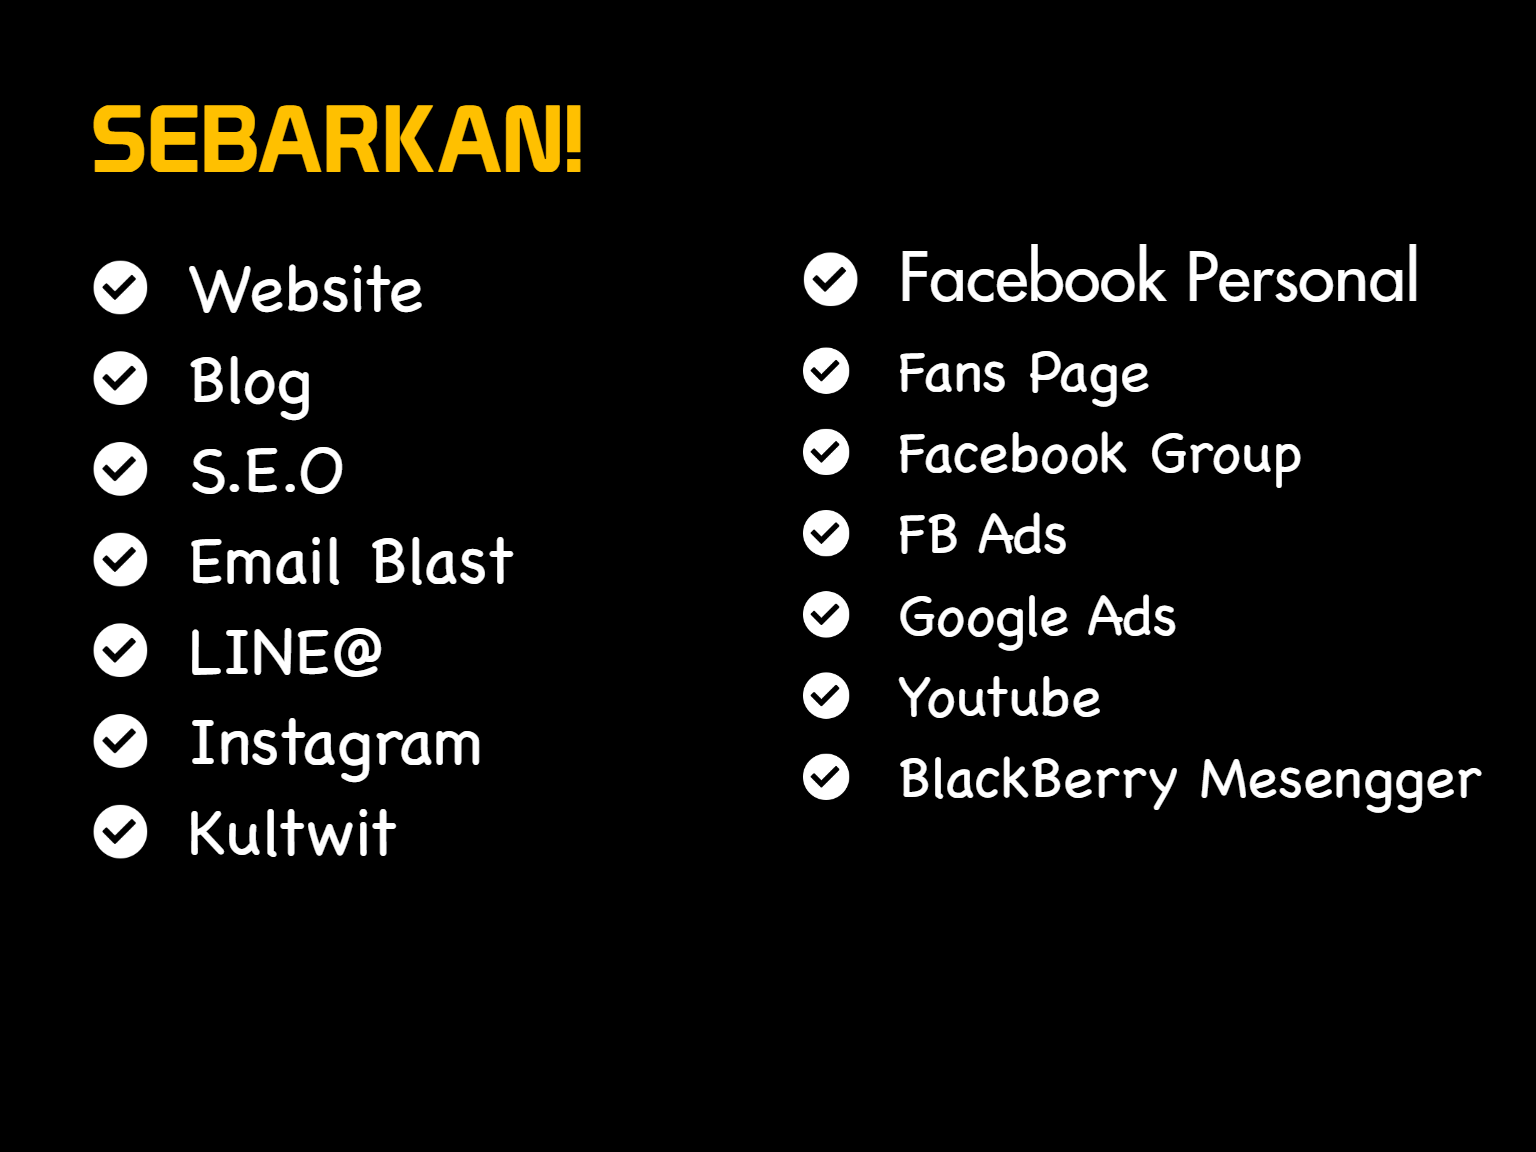 SEBARKAN!
Website
Blog
S.E.O
Email Blast
LINE@
Instagram
Kultwit
Facebook Personal
Fans Page
Facebook Group
FB Ads
Google Ads
Youtube
BlackBerry Mesengger